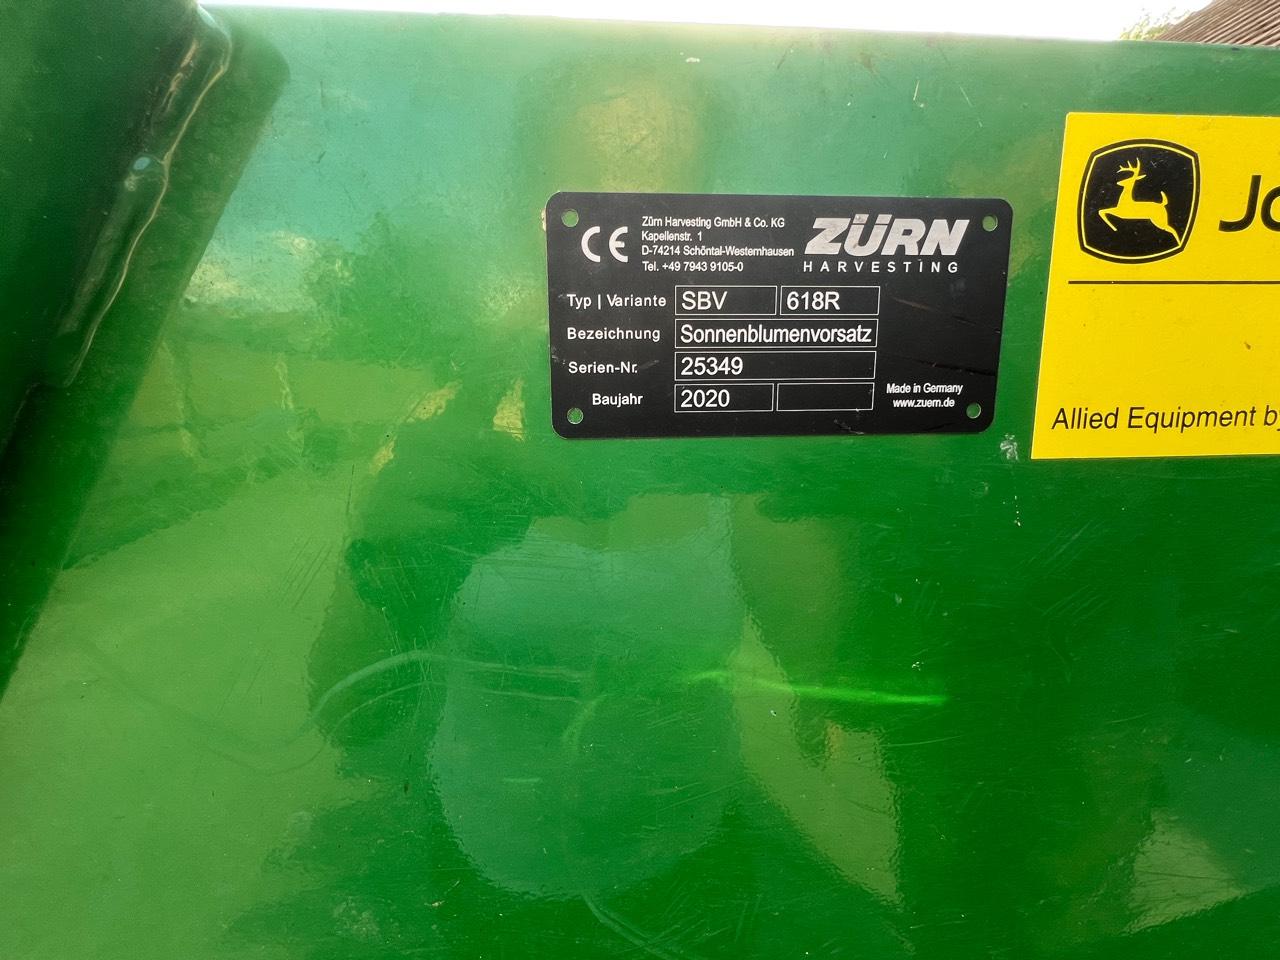 CE
Zürn Harvesting GmbH & Co. KG
Kapellenstr. 1
D-74214 Schöntal-Westernhausen
Tel. +49 7943 9105-0
ZÜRN
HARVESTING
Typ | Variante SBV 618R
Bezeichnung Sonnenblumenvorsatz
Serien-Nr. 25349
Baujahr 2020
Made in Germany
www.zuern.de
Jo
Allied Equipment by